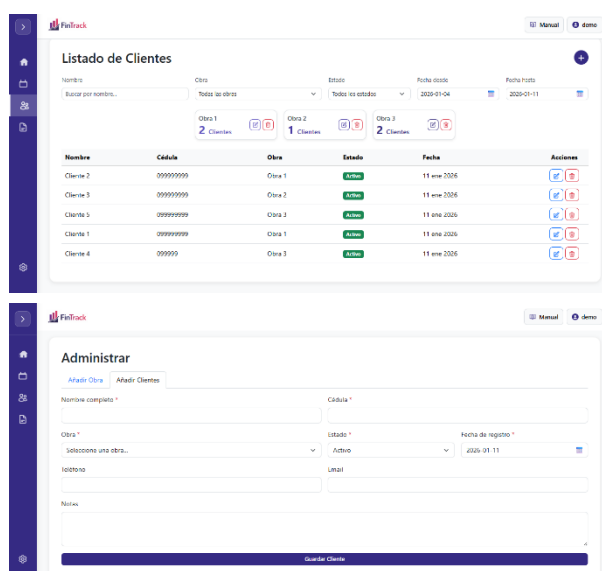 FinTrack
Manual
demo
Listado de Clientes
Nombre Obra Estado Fecha desde Fecha hasta
Buscar por nombre... Todas las obras Todos los estados 2026-01-04 2026-01-11
Obra 1 Obra 2 Obra 3
2 Clientes 1 Clientes 2 Clientes
Nombre Cédula Obra Estado Fecha Acciones
Cliente 2 099999999 Obra 1 Activo 11 ene 2026
Cliente 3 099999999 Obra 2 Activo 11 ene 2026
Cliente 5 099999999 Obra 3 Activo 11 ene 2026
Cliente 1 099999999 Obra 1 Activo 11 ene 2026
Cliente 4 099999 Obra 3 Activo 11 ene 2026
FinTrack
Manual
demo
Administrar
Añadir Obra Añadir Clientes
Nombre completo * Cédula *
Obra * Estado * Fecha de registro *
Seleccione una obra... Activo 2026-01-11
Teléfono Email
Notas
Guardar Cliente